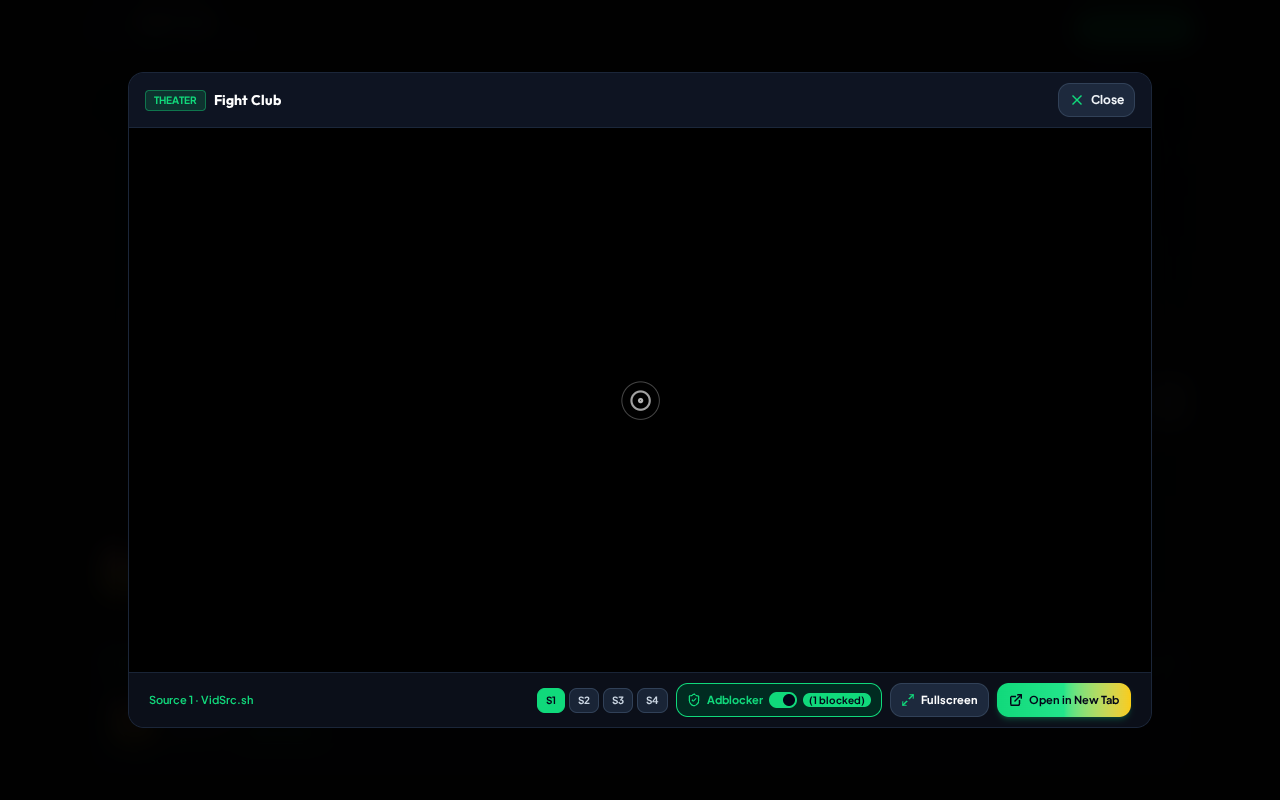 THEATER Fight Club
Close
Source 1 · VidSrc.sh
S1 S2 S3 S4
Adblocker (1 blocked)
Fullscreen
Open in New Tab